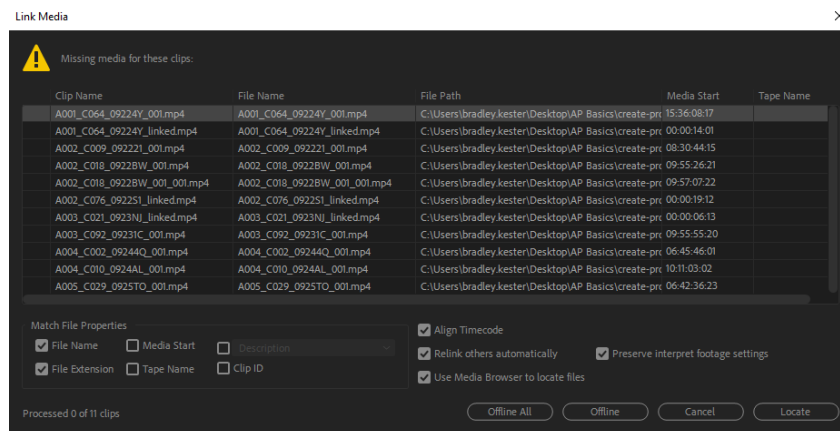 Link Media
Missing media for these clips:
Clip Name File Name File Path Media Start Tape Name
A001_C064_09224Y_001.mp4 A001_C064_09224Y_001.mp4 C:\Users\bradley.kester\Desktop\AP Basics\create-pro 15:36:08:17
A001_C064_09224Y_linked.mp4 A001_C064_09224Y_linked.mp4 C:\Users\bradley.kester\Desktop\AP Basics\create-pro 00:00:14:01
A002_C009_092221_001.mp4 A002_C009_092221_001.mp4 C:\Users\bradley.kester\Desktop\AP Basics\create-pro 08:30:44:15
A002_C018_0922BW_001.mp4 A002_C018_0922BW_001.mp4 C:\Users\bradley.kester\Desktop\AP Basics\create-pro 09:55:26:21
A002_C018_0922BW_001_001.mp4 A002_C018_0922BW_001_001.mp4 C:\Users\bradley.kester\Desktop\AP Basics\create-pro 09:57:07:22
A002_C076_0922S1_linked.mp4 A002_C076_0922S1_linked.mp4 C:\Users\bradley.kester\Desktop\AP Basics\create-pro 00:00:19:12
A003_C021_0923NJ_linked.mp4 A003_C021_0923NJ_linked.mp4 C:\Users\bradley.kester\Desktop\AP Basics\create-pro 00:00:06:13
A003_C092_09231C_001.mp4 A003_C092_09231C_001.mp4 C:\Users\bradley.kester\Desktop\AP Basics\create-pro 09:55:55:20
A004_C002_09244Q_001.mp4 A004_C002_09244Q_001.mp4 C:\Users\bradley.kester\Desktop\AP Basics\create-pro 06:45:46:01
A004_C010_0924AL_001.mp4 A004_C010_0924AL_001.mp4 C:\Users\bradley.kester\Desktop\AP Basics\create-pro 10:11:03:02
A005_C029_0925TO_001.mp4 A005_C029_0925TO_001.mp4 C:\Users\bradley.kester\Desktop\AP Basics\create-pro 06:42:36:23
Match File Properties
File Name Media Start Description
File Extension Tape Name Clip ID
Align Timecode
Relink others automatically Preserve interpret footage settings
Use Media Browser to locate files
Processed 0 of 11 clips
Offline All Offline Cancel Locate